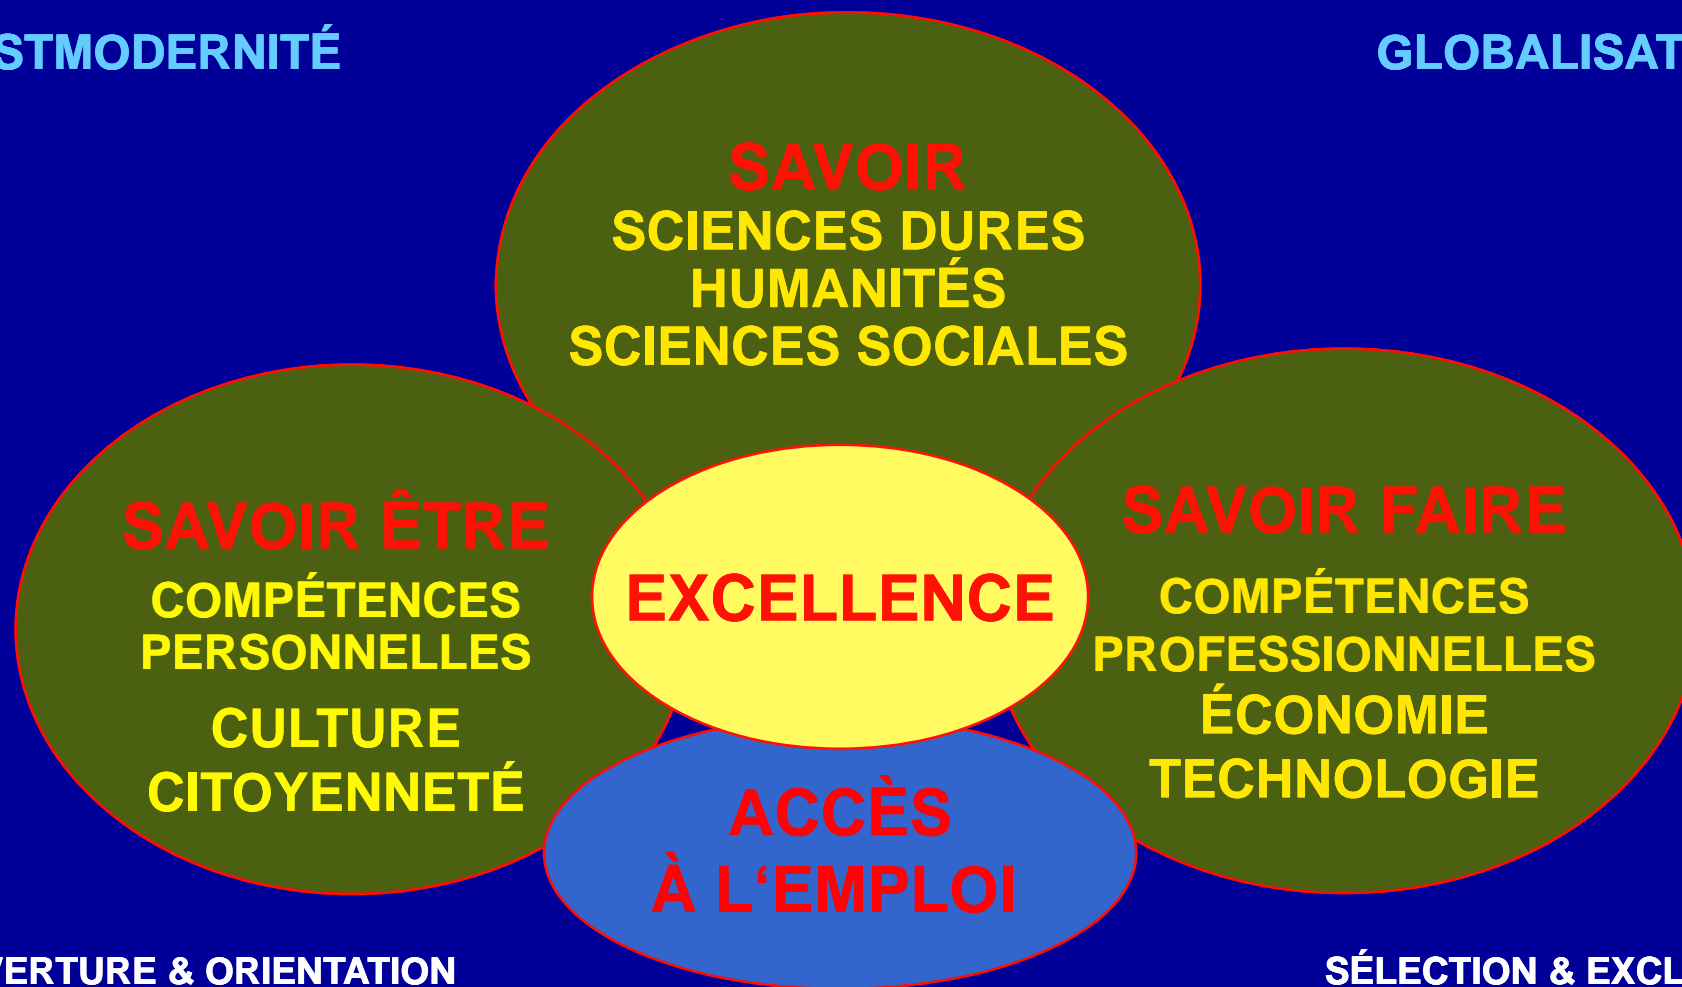 STMODERNITÉ
GLOBALISAT
SAVOIR
SCIENCES DURES
HUMANITÉS
SCIENCES SOCIALES
SAVOIR ÊTRE
COMPÉTENCES
PERSONNELLES
CULTURE
CITOYENNETÉ
EXCELLENCE
SAVOIR FAIRE
COMPÉTENCES
PROFESSIONNELLES
ÉCONOMIE
TECHNOLOGIE
ACCÈS
À L‘EMPLOI
VERTURE & ORIENTATION
SÉLECTION & EXCL